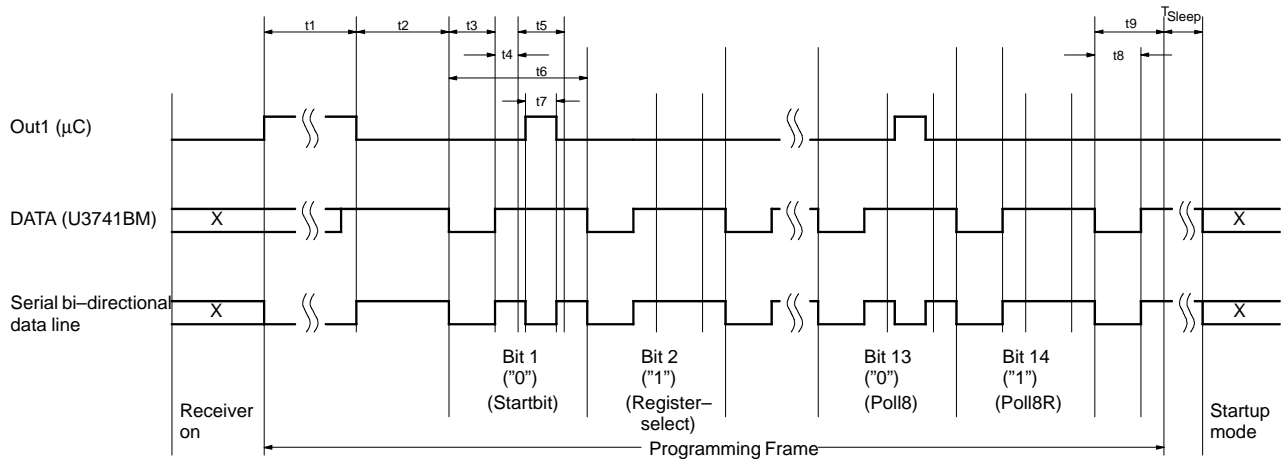 t1 t2 t3 t5 t9 TSleep
t4 t8
t6
t7
Out1 (μC)
DATA (U3741BM) X X
Serial bi–directional
data line X X
Bit 1 Bit 2 Bit 13 Bit 14
("0") ("1") ("0") ("1")
(Startbit) (Register– (Poll8) (Poll8R)
select)
Receiver Startup
on mode
Programming Frame